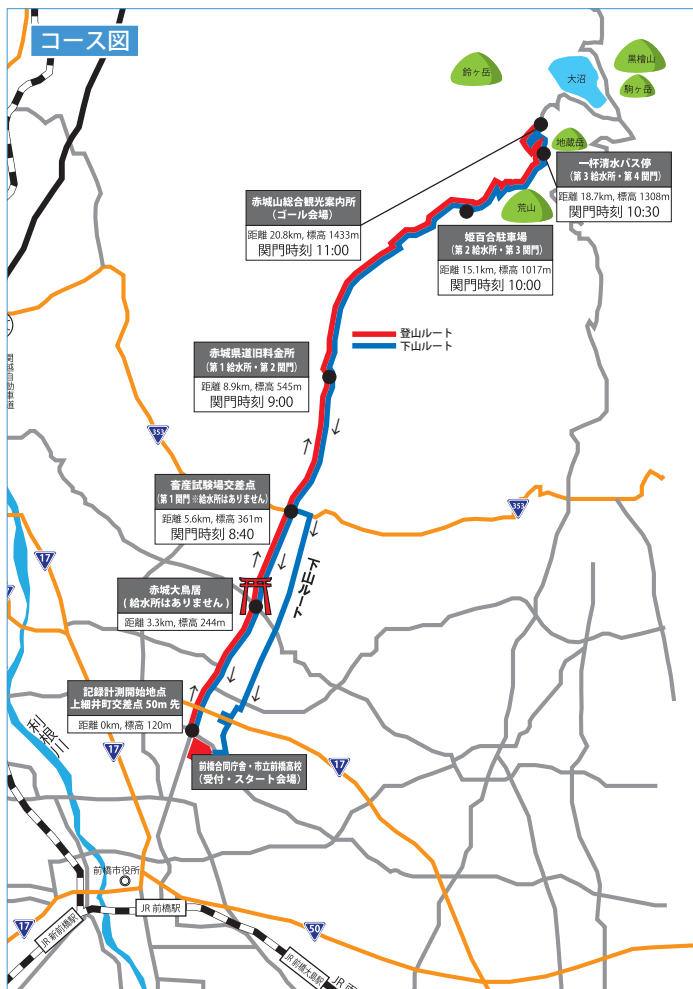 コース図
鈴ヶ岳
大沼
黒檜山
駒ヶ岳
地蔵岳
一杯清水バス停
(第3給水所・第4関門)
距離 18.7km, 標高 1308m
関門時刻 10:30
赤城山総合観光案内所
(ゴール会場)
距離 20.8km, 標高 1433m
関門時刻 11:00
荒山
姫百合駐車場
(第2給水所・第3関門)
距離 15.1km, 標高 1017m
関門時刻 10:00
登山ルート
下山ルート
赤城県道旧料金所
(第1給水所・第2関門)
距離 8.9km, 標高 545m
関門時刻 9:00
関越自動車道
353
畜産試験場交差点
(第1関門 ※給水所はありません)
距離 5.6km, 標高 361m
関門時刻 8:40
353
17
下山ルート
赤城大鳥居
(給水所はありません)
距離 3.3km, 標高 244m
記録計測開始地点
上細井町交差点 50m 先
距離 0km, 標高 120m
利根川
17
17
前橋合同庁舎・市立前橋高校
(受付・スタート会場)
前橋市役所
JR 前橋駅
17
JR 新前橋駅
50
JR 前橋大島駅
JR 両